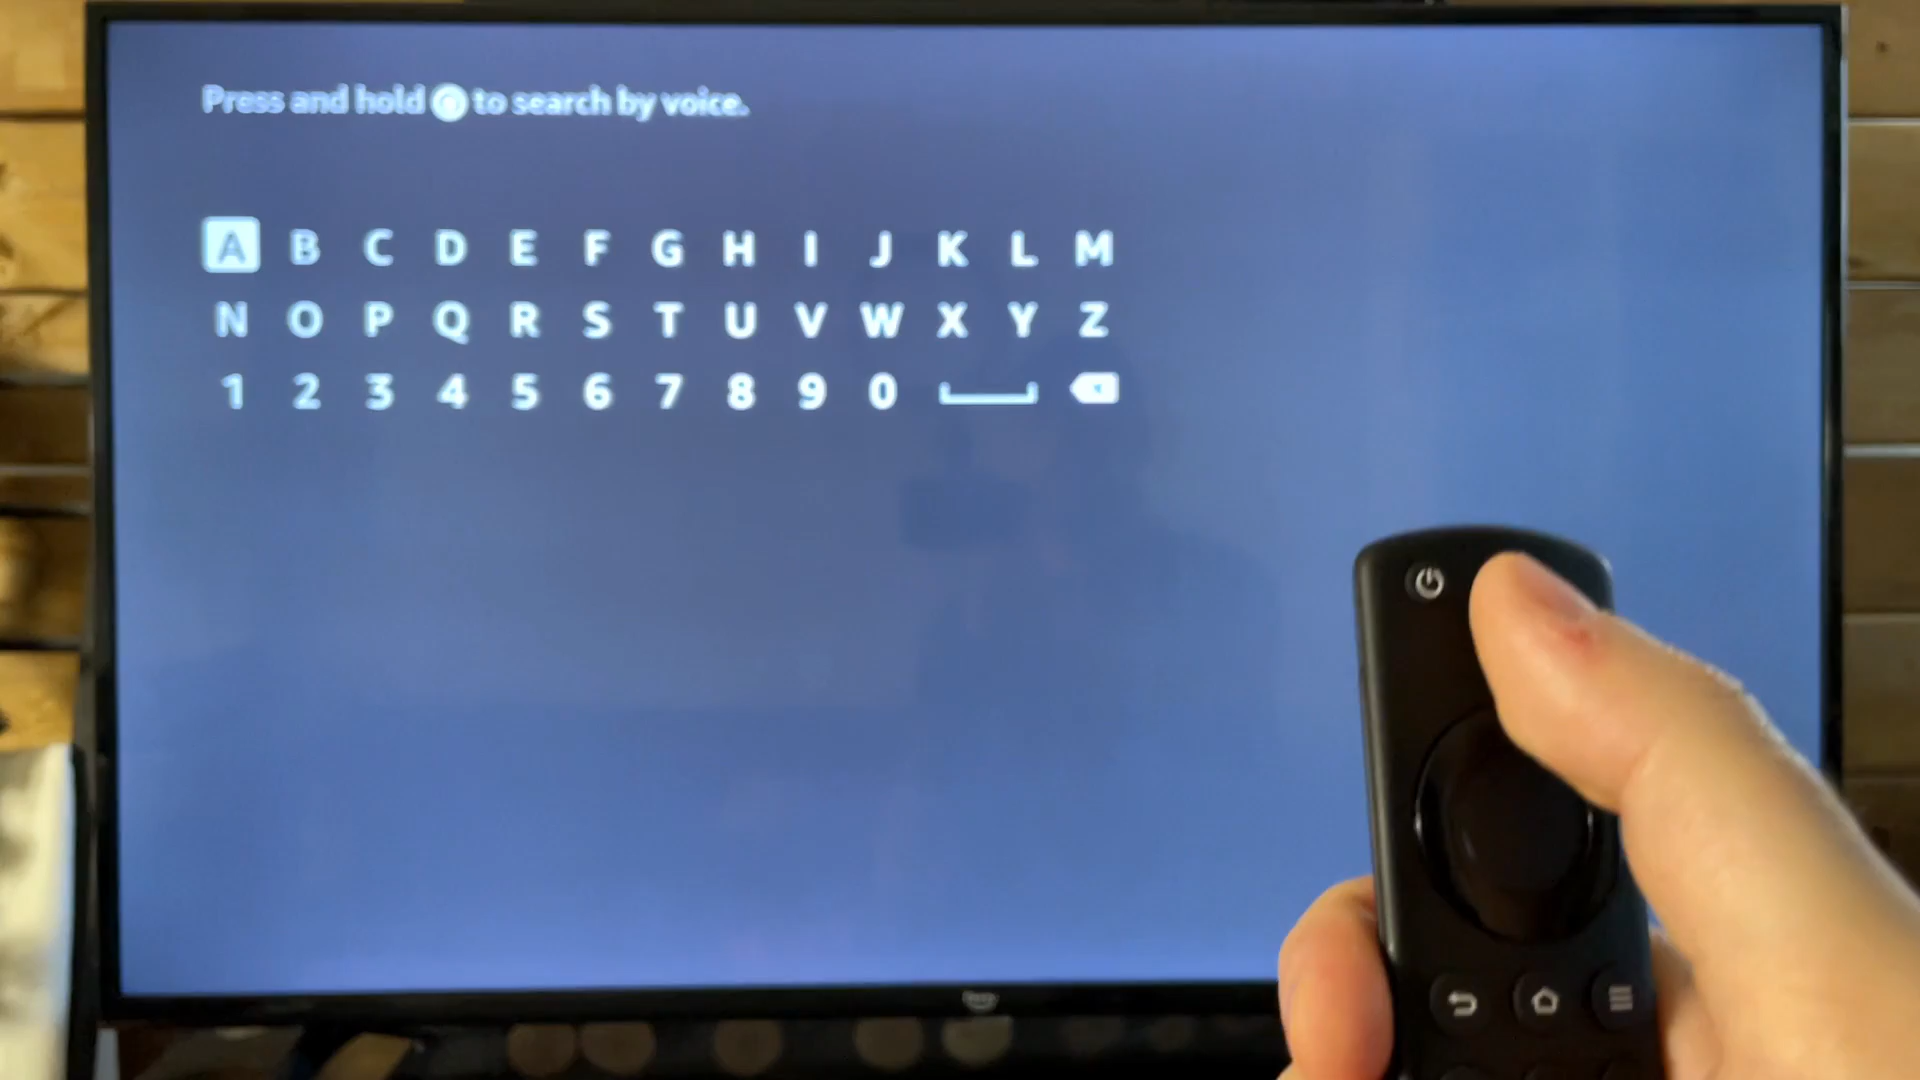 Press and hold to search by voice.
A B C D E F G H I J K L M
N O P Q R S T U V W X Y Z
1 2 3 4 5 6 7 8 9 0